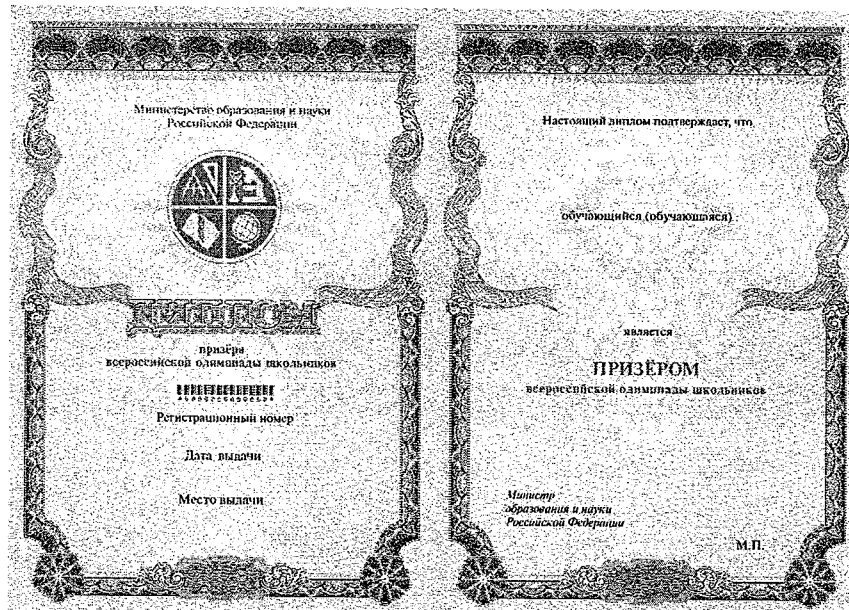 Министерство образования и науки
Российской Федерации
ДИПЛОМ
призёра
всероссийской олимпиады школьников
Регистрационный номер
Дата выдачи
Место выдачи
Настоящий диплом подтверждает, что
обучающийся (обучающаяся)
является
ПРИЗЁРОМ
всероссийской олимпиады школьников
Министр
образования и науки
Российской Федерации
М.П.